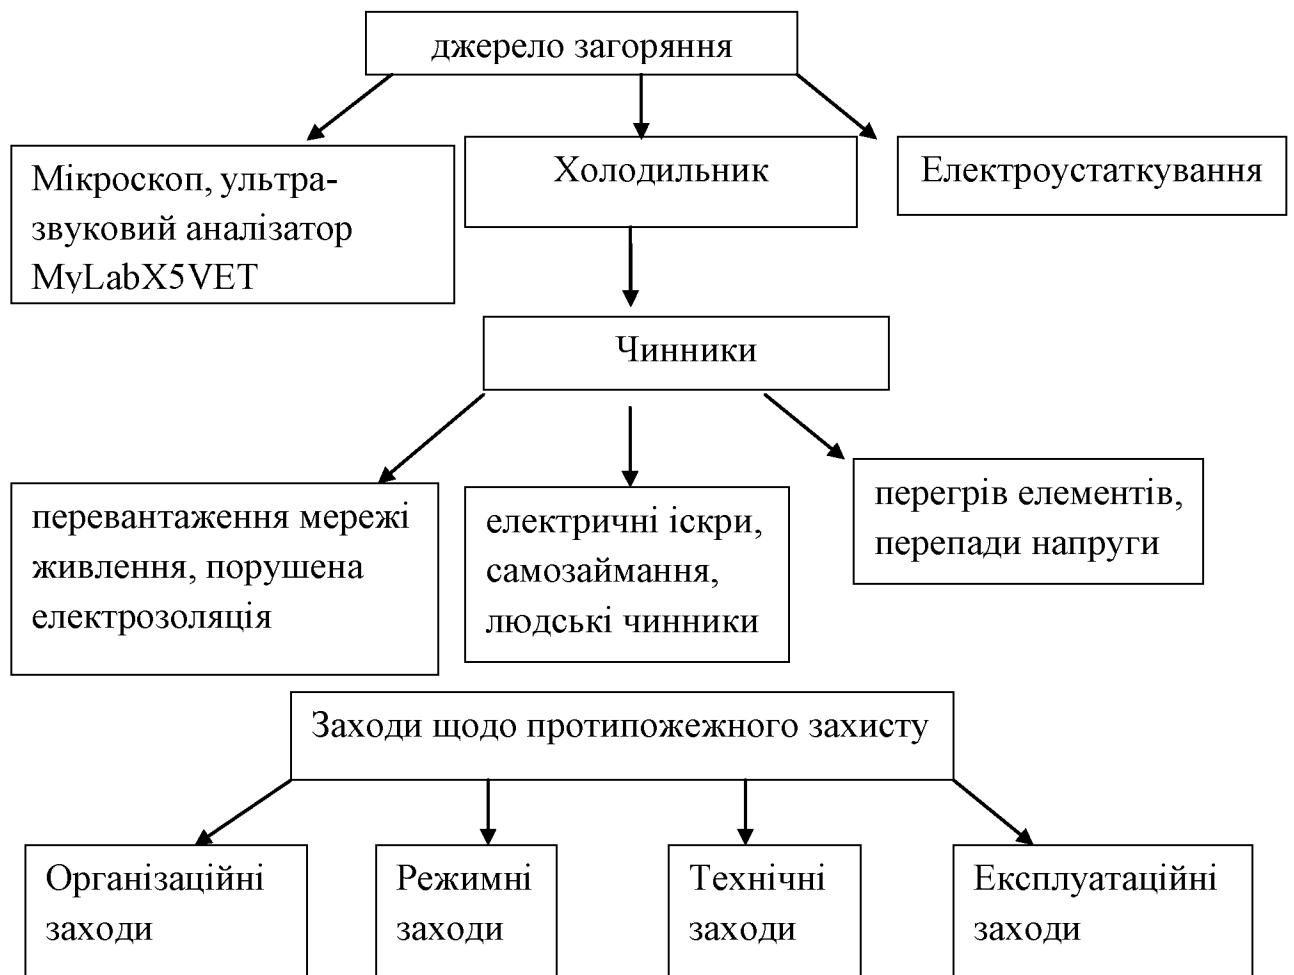 джерело загоряння
Мікроскоп, ультра-
звуковий аналізатор
MyLabX5VET
Холодильник
Електроустаткування
Чинники
перевантаження мережі
живлення, порушена
електрозоляція
електричні іскри,
самозаймання,
людські чинники
перегрів елементів,
перепади напруги
Заходи щодо протипожежного захисту
Організаційні
заходи
Режимні
заходи
Технічні
заходи
Експлуатаційні
заходи